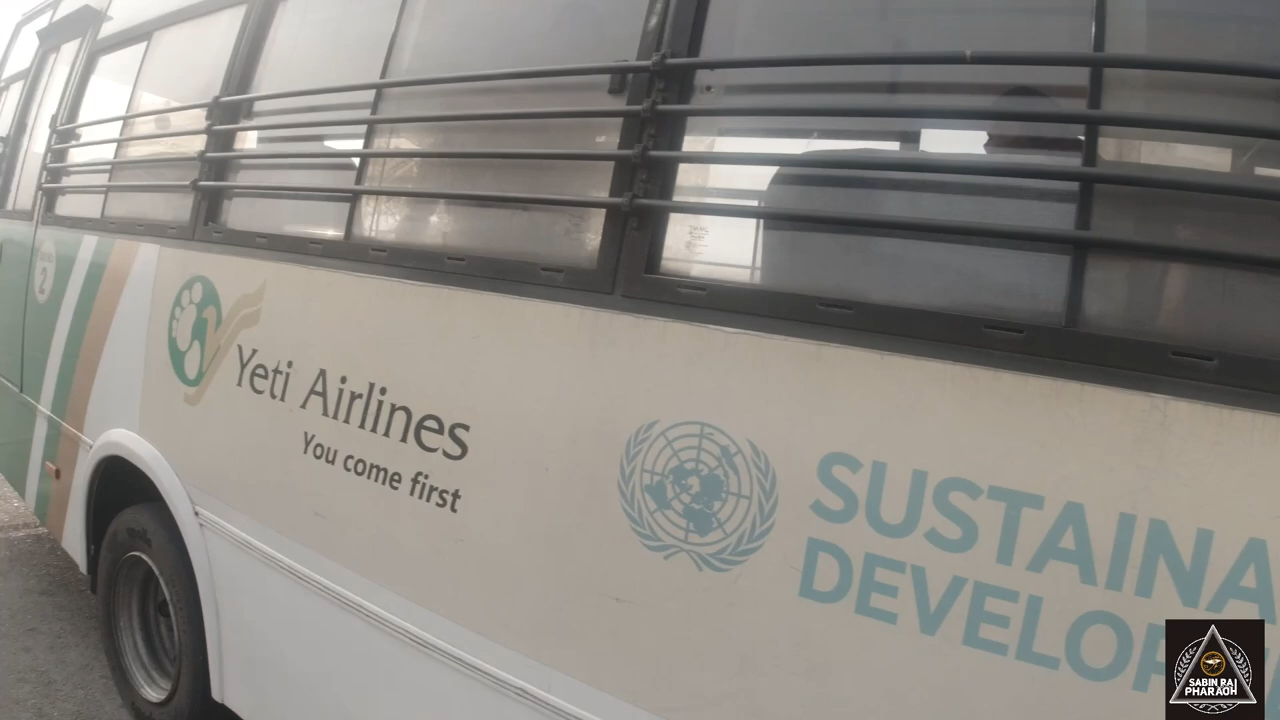 2
Yeti Airlines
You come first
SUSTAINA
DEVELOP
SABIN RAI
PHARAOH